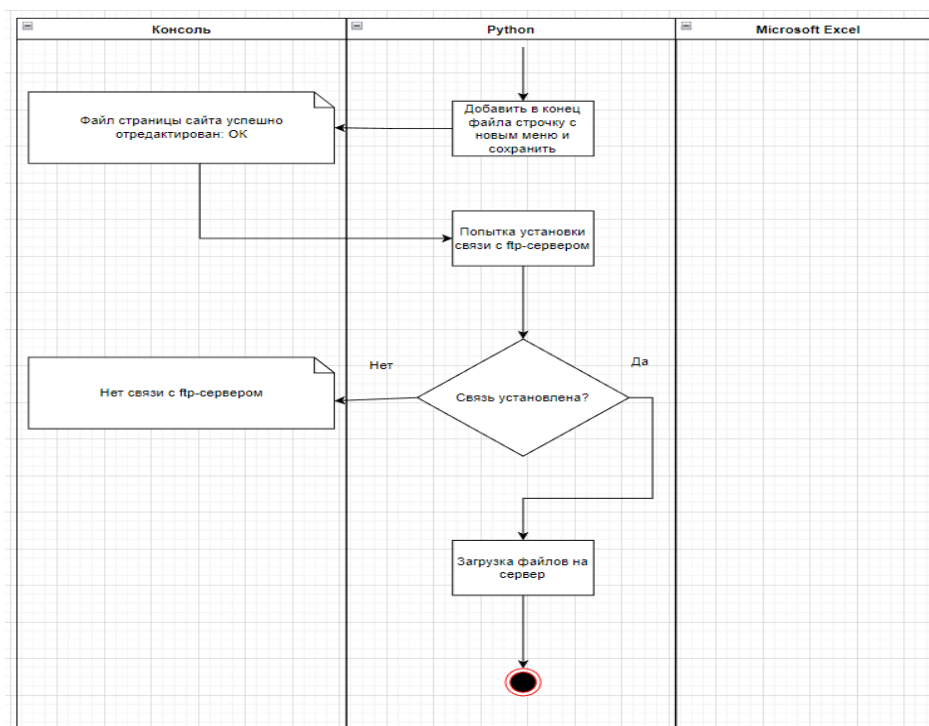 Консоль
Python
Microsoft Excel
Файл страницы сайта успешно
отредактирован: ОК
Добавить в конец
файла строчку с
новым меню и
сохранить
Попытка установки
связи с ftp-сервером
Нет
Да
Нет связи с ftp-сервером
Связь установлена?
Загрузка файлов на
сервер